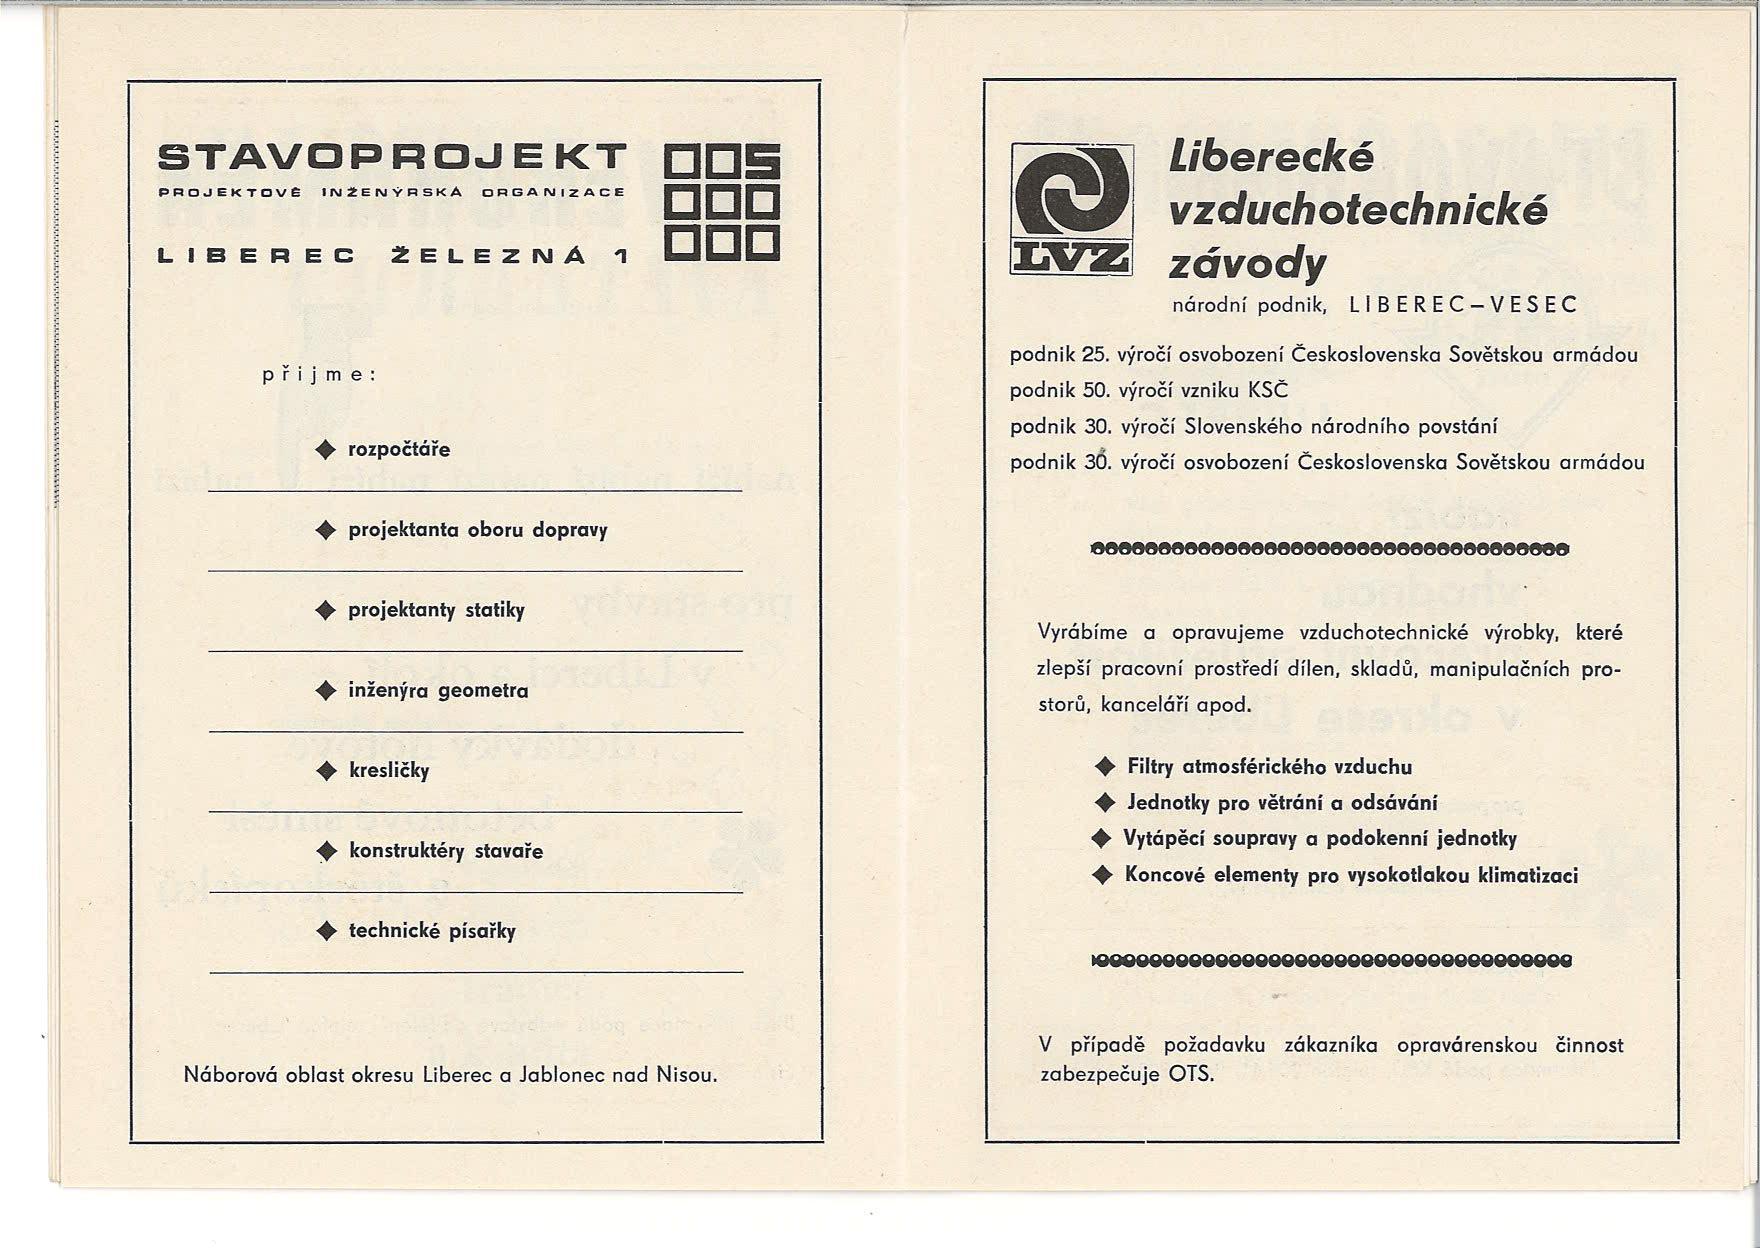 STAVOPROJEKT
PROJEKTOVĚ INŽENÝRSKÁ ORGANIZACE
LIBEREC ŽELEZNÁ 1
přijme:
◆ rozpočtáře
◆ projektanta oboru dopravy
◆ projektanty statiky
◆ inženýra geometra
◆ kresličky
◆ konstruktéry stavaře
◆ technické písařky
Náborová oblast okresu Liberec a Jablonec nad Nisou.
LVZ
Liberecké
vzduchotechnické
závody
národní podnik, LIBEREC–VESEC
podnik 25. výročí osvobození Československa Sovětskou armádou
podnik 50. výročí vzniku KSČ
podnik 30. výročí Slovenského národního povstání
podnik 30. výročí osvobození Československa Sovětskou armádou
Vyrábíme a opravujeme vzduchotechnické výrobky, které
zlepší pracovní prostředí dílen, skladů, manipulačních pro-
storů, kanceláří apod.
◆ Filtry atmosférického vzduchu
◆ Jednotky pro větrání a odsávání
◆ Vytápěcí soupravy a podokenní jednotky
◆ Koncové elementy pro vysokotlakou klimatizaci
V případě požadavku zákazníka opravárenskou činnost
zabezpečuje OTS.